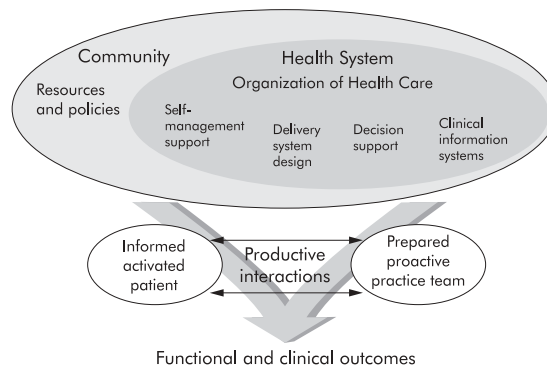 Community
Health System
Organization of Health Care
Resources
and policies
Self-
management
support
Delivery
system
design
Decision
support
Clinical
information
systems
Informed
activated
patient
Productive
interactions
Prepared
proactive
practice team
Functional and clinical outcomes